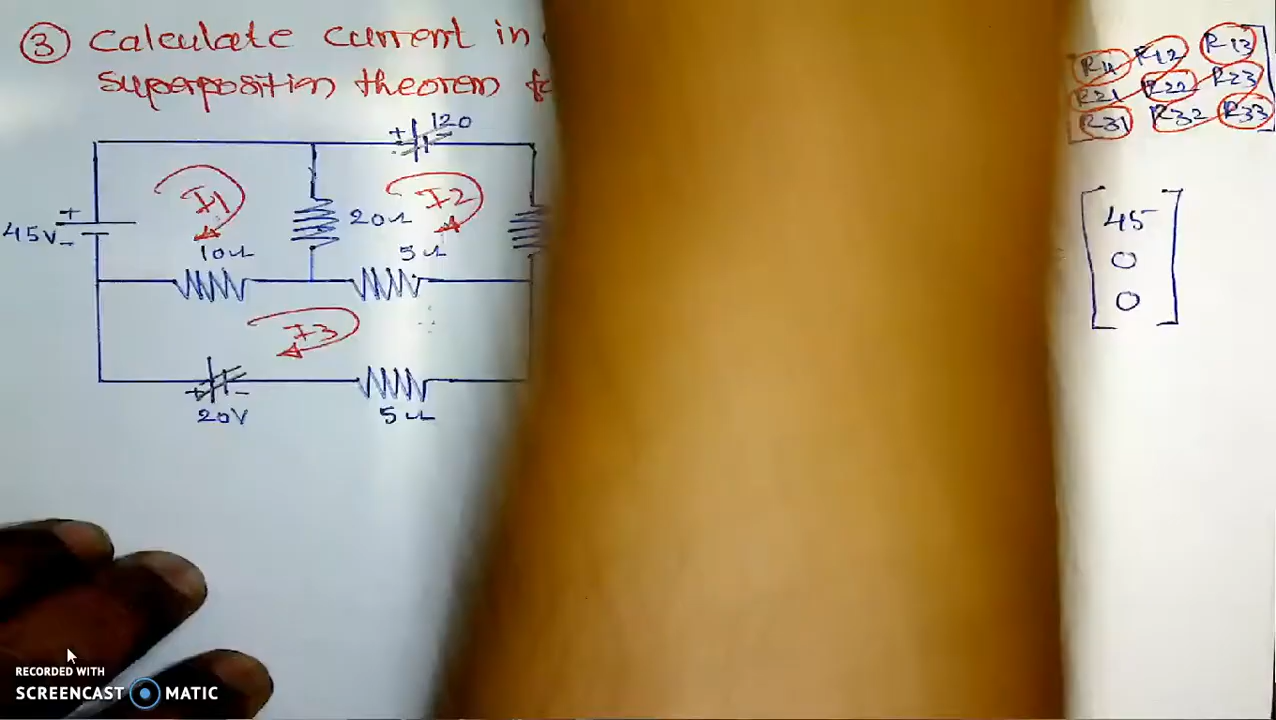 ③ Calculate current in
superposition theorem
R11 R12 R13
R21 R22 R23
R31 R32 R33
+ 120 -
I1 I2
+ 45V - 20Ω
10Ω 5Ω
45
0
0
I3
+ -
20V 5Ω
RECORDED WITH
SCREENCAST MATIC